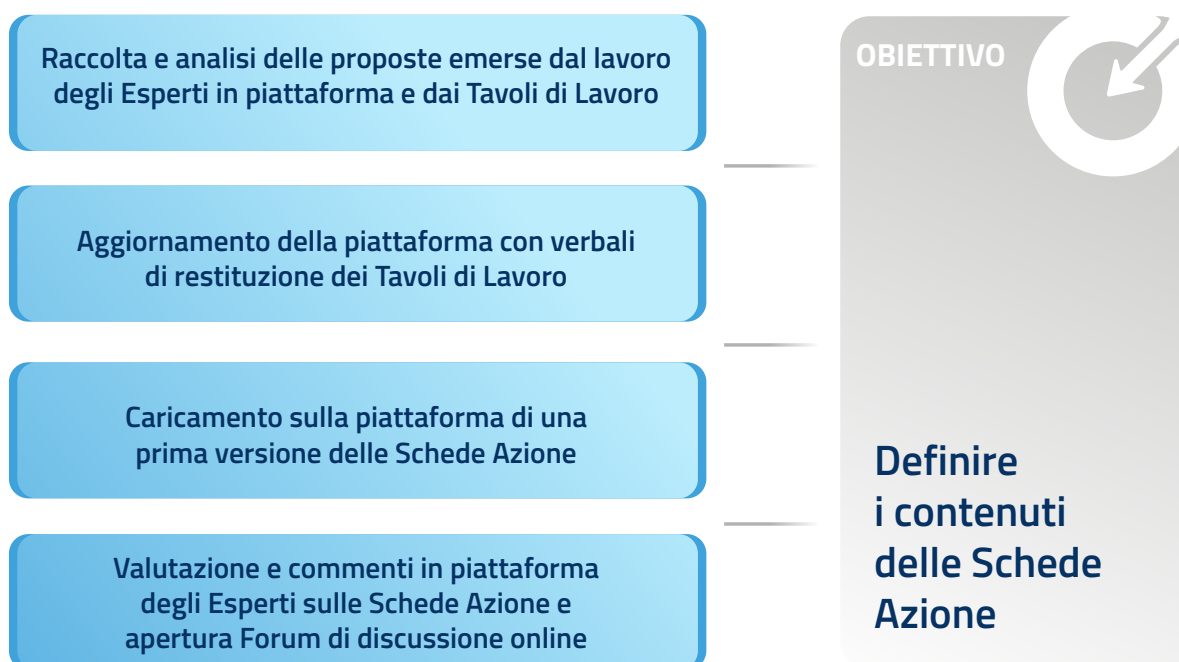 Raccolta e analisi delle proposte emerse dal lavoro
degli Esperti in piattaforma e dai Tavoli di Lavoro
Aggiornamento della piattaforma con verbali
di restituzione dei Tavoli di Lavoro
Caricamento sulla piattaforma di una
prima versione delle Schede Azione
Valutazione e commenti in piattaforma
degli Esperti sulle Schede Azione e
apertura Forum di discussione online
OBIETTIVO
Definire
i contenuti
delle Schede
Azione